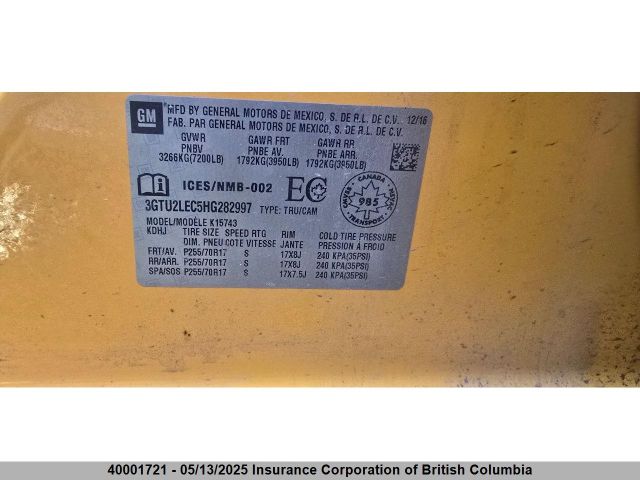 GM
MFD BY GENERAL MOTORS DE MEXICO, S. DE R.L. DE C.V. 12/16
FAB. PAR GENERAL MOTORS DE MEXICO, S. DE R.L. DE C.V.
GVWR GAWR FRT GAWR RR
PNBV PNBE AV. PNBE ARR.
3266KG(7200LB) 1792KG(3950LB) 1792KG(3950LB)
ICES/NMB-002 EC
CANADA
985
TRANSPORT
3GTU2LEC5HG282997 TYPE: TRU/CAM
MODEL/MODÈLE K15743
KDHJ TIRE SIZE SPEED RTG RIM COLD TIRE PRESSURE
DIM. PNEU COTE VITESSE JANTE PRESSION À FROID
FRT/AV. P255/70R17 S 17X8J 240 KPA(35PSI)
RR/ARR. P255/70R17 S 17X8J 240 KPA(35PSI)
SPA/SOS P255/70R17 S 17X7.5J 240 KPA(35PSI)
40001721 - 05/13/2025 Insurance Corporation of British Columbia